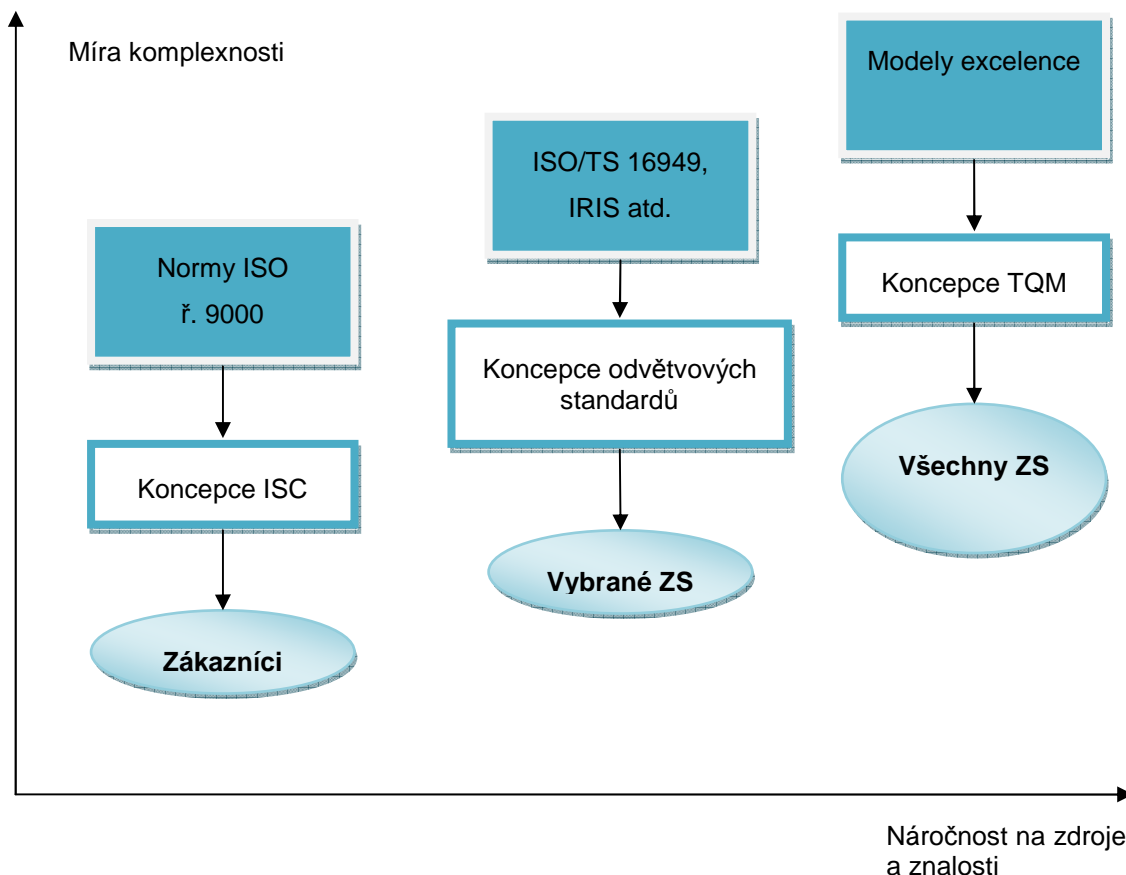 Míra komplexnosti
Modely excelence
ISO/TS 16949,
IRIS atd.
Normy ISO
ř. 9000
Koncepce TQM
Koncepce odvětvových
standardů
Koncepce ISC
Všechny ZS
Vybrané ZS
Zákazníci
Náročnost na zdroje
a znalosti